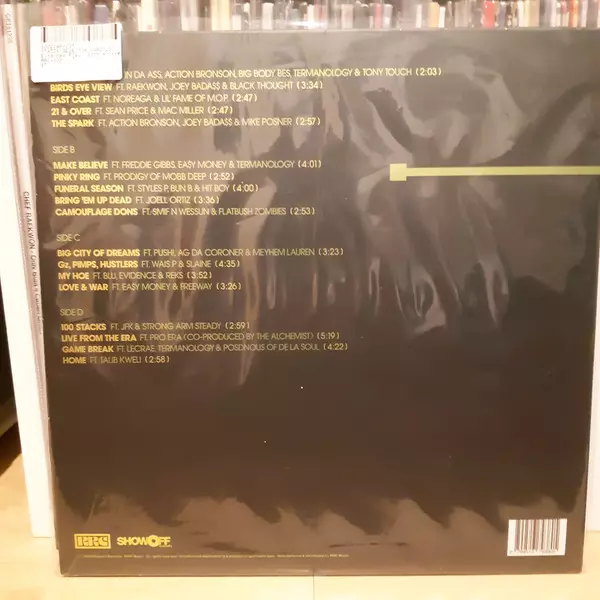 N DA ASS, ACTION BRONSON, BIG BODY BES, TERMANOLOGY & TONY TOUCH (2:03)
BIRDS EYE VIEW FT. RAEKWON, JOEY BADASS & BLACK THOUGHT (3:34)
EAST COAST FT. NOREAGA & LIL' FAME OF M.O.P. (2:47)
21 & OVER FT. SEAN PRICE & MAC MILLER (2:47)
THE SPARK FT. ACTION BRONSON, JOEY BADASS & MIKE POSNER (2:57)
SIDE B
MAKE BELIEVE FT. FREDDIE GIBBS, EA$Y MONEY & TERMANOLOGY (4:01)
PINKY RING FT. PRODIGY OF MOBB DEEP (2:52)
FUNERAL SEASON FT. STYLES P, BUN B & HIT BOY (4:00)
BRING 'EM UP DEAD FT. JOELL ORTIZ (3:36)
CAMOUFLAGE DONS FT. SMIF N WESSUN & FLATBUSH ZOMBIES (2:53)
SIDE C
BIG CITY OF DREAMS FT. PUSH!, AG DA CORONER & MEYHEM LAUREN (3:23)
Gz, PIMPS, HUSTLERS FT. WAIS P & SLAINE (4:35)
MY HOE FT. BLU, EVIDENCE & REKS (3:52)
LOVE & WAR FT. EASY MONEY & FREEWAY (3:26)
SIDE D
100 STACKS FT. JFK & STRONG ARM STEADY (2:59)
LIVE FROM THE ERA FT. PRO ERA (CO-PRODUCED BY THE ALCHEMIST) (5:19)
GAME BREAK FT. LECRAE, TERMANOLOGY & POSDNOUS OF DE LA SOUL (4:22)
HOME FT. TALIB KWELI (2:58)
CHEF RAEKWON
RRC SHOWOFF